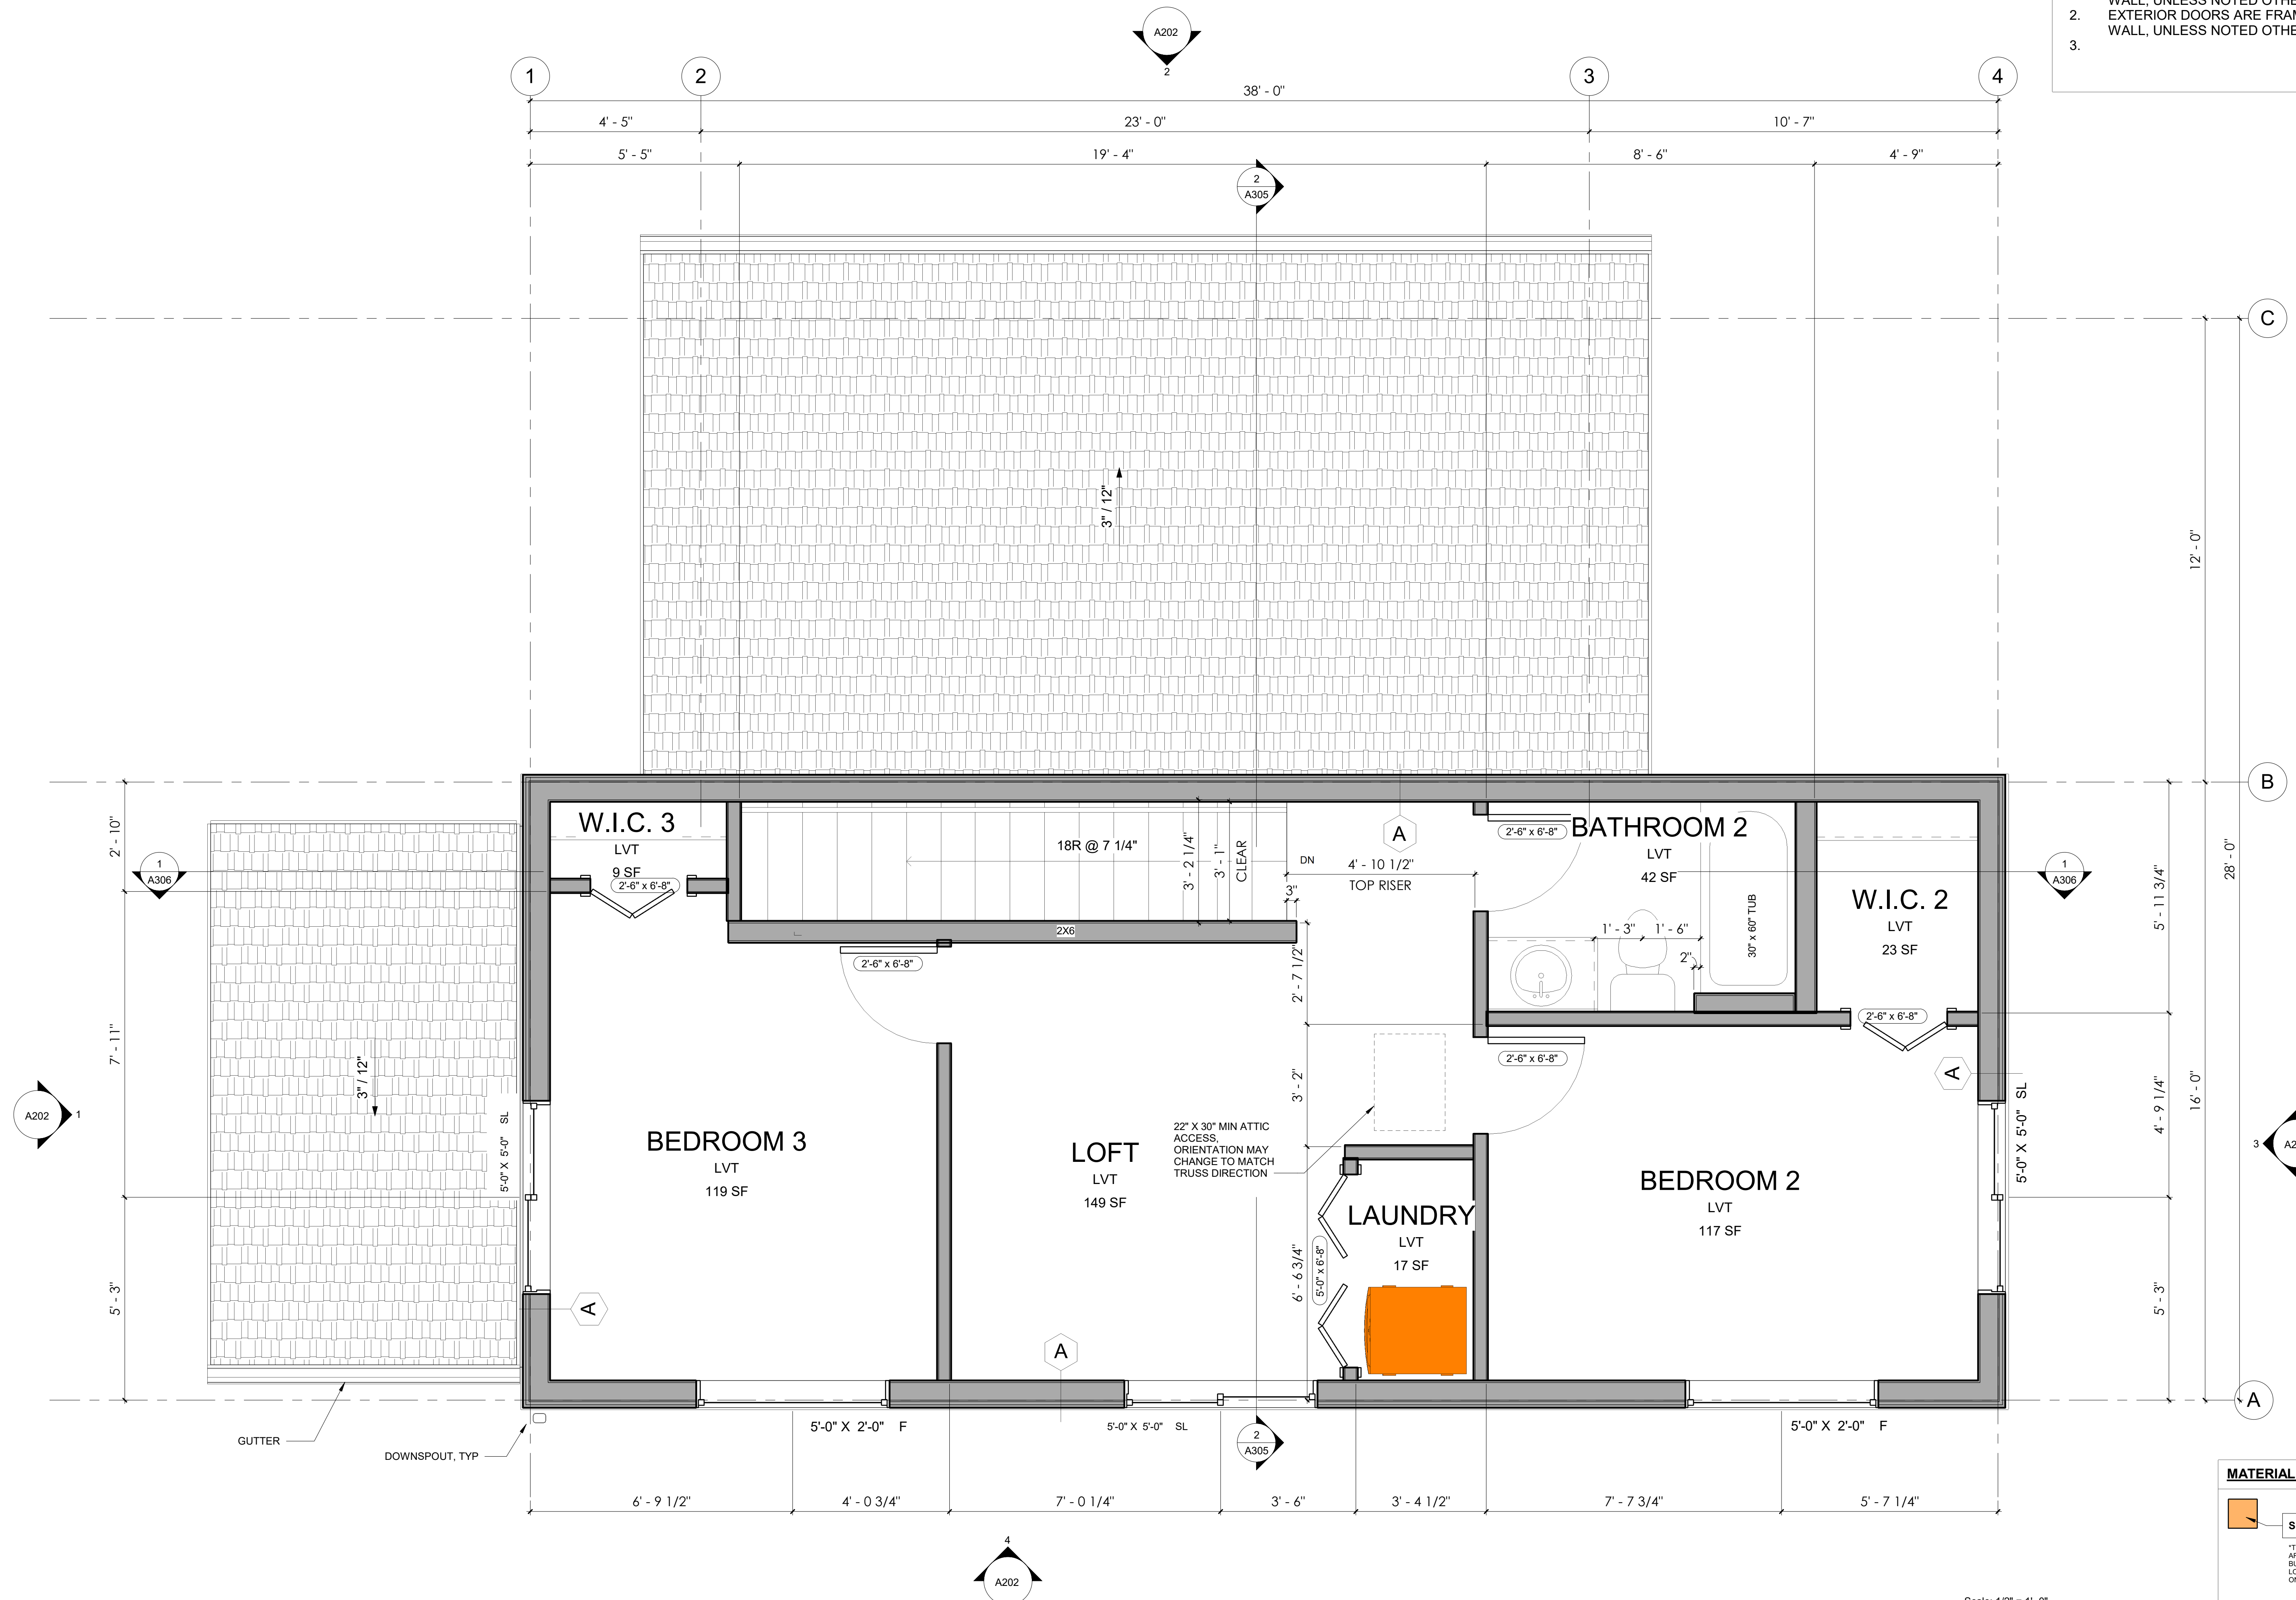 WALL, UNLESS NOTED
2. EXTERIOR DOORS ARE
WALL, UNLESS NOTED
3.
A202
2
1
2
3
4
38' - 0"
4' - 5"
23' - 0"
10' - 7"
5' - 5"
19' - 4"
8' - 6"
4' - 9"
2
A305
C
3" / 12"
12' - 0"
28' - 0"
B
2' - 10"
1
A306
7' - 11"
5' - 3"
A202
1
3" / 12"
W.I.C. 3
LVT
9 SF
2'-6" x 6'-8"
18R @ 7 1/4"
3' - 2 1/4"
3' - 1"
CLEAR
DN
A
4' - 10 1/2"
TOP RISER
3"
2X6
2'-6" x 6'-8"
BATHROOM 2
LVT
42 SF
2'-6" x 6'-8"
1' - 3"
1' - 6"
2"
30" x 60" TUB
W.I.C. 2
LVT
23 SF
2'-6" x 6'-8"
1
A306
5' - 11 3/4"
2' - 7 1/2"
3' - 2"
6' - 6 3/4"
2'-6" x 6'-8"
A
5'-0" X 5'-0" SL
5'-0" X 5'-0" SL
4' - 9 1/4"
16' - 0"
5' - 3"
3
BEDROOM 3
LVT
119 SF
LOFT
LVT
149 SF
22" X 30" MIN ATTIC
ACCESS,
ORIENTATION MAY
CHANGE TO MATCH
TRUSS DIRECTION
LAUNDRY
LVT
17 SF
5'-0" x 6'-8"
BEDROOM 2
LVT
117 SF
A
A
A
GUTTER
DOWNSPOUT, TYP
5'-0" X 2'-0" F
5'-0" X 5'-0" SL
2
A305
5'-0" X 2'-0" F
6' - 9 1/2"
4' - 0 3/4"
7' - 0 1/4"
3' - 6"
3' - 4 1/2"
7' - 7 3/4"
5' - 7 1/4"
4
A202
MATERIAL